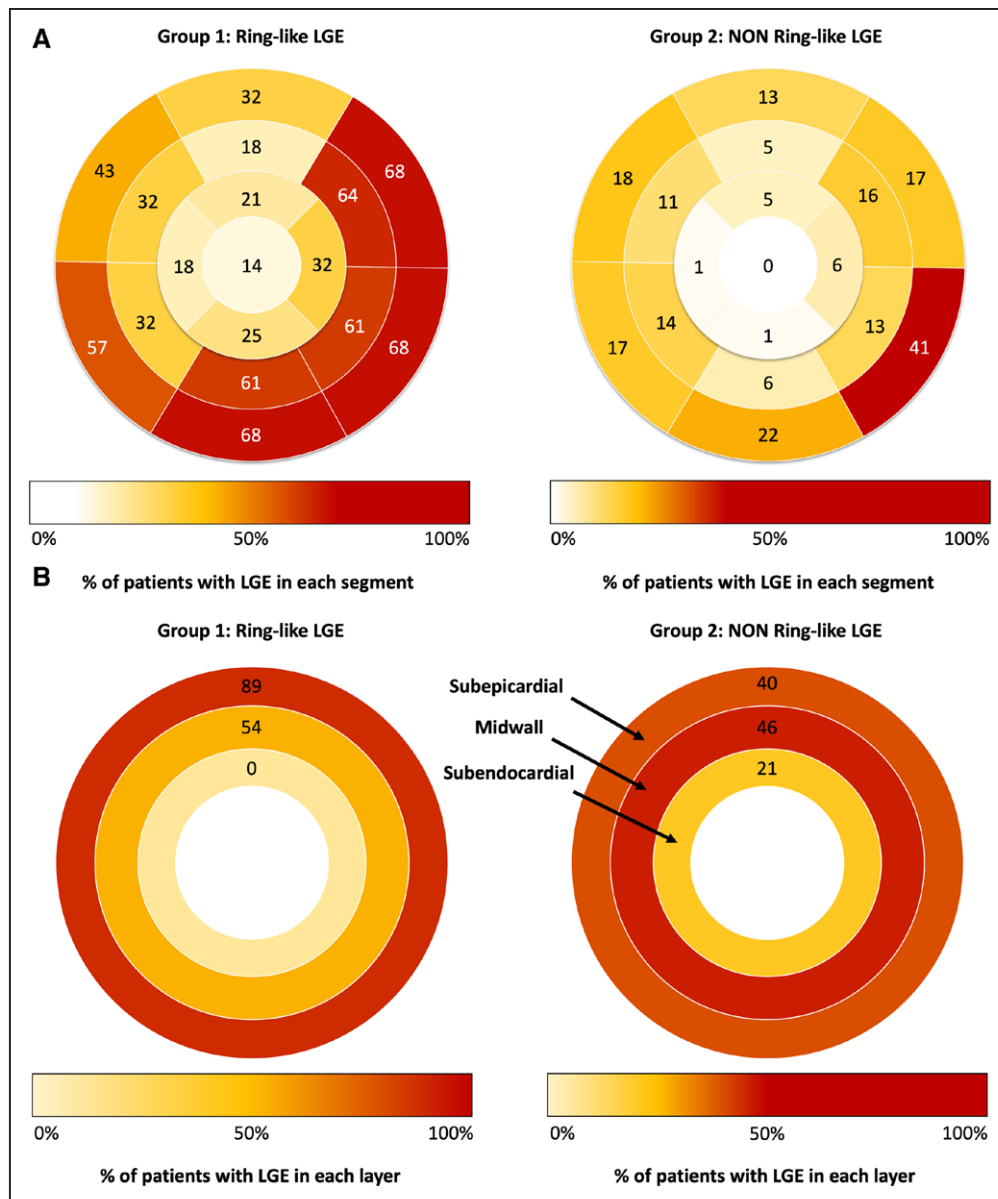 A
Group 1: Ring-like LGE
Group 2: NON Ring-like LGE
32
18
21
43
32
68
64
18
14
32
57
32
25
61
68
61
68
13
5
5
18
11
17
16
1
0
6
17
14
1
13
41
6
22
0% 50% 100%
0% 50% 100%
% of patients with LGE in each segment
% of patients with LGE in each segment
B
Group 1: Ring-like LGE
Group 2: NON Ring-like LGE
89
54
0
Subepicardial
Midwall
Subendocardial
40
46
21
0% 50% 100%
0% 50% 100%
% of patients with LGE in each layer
% of patients with LGE in each layer